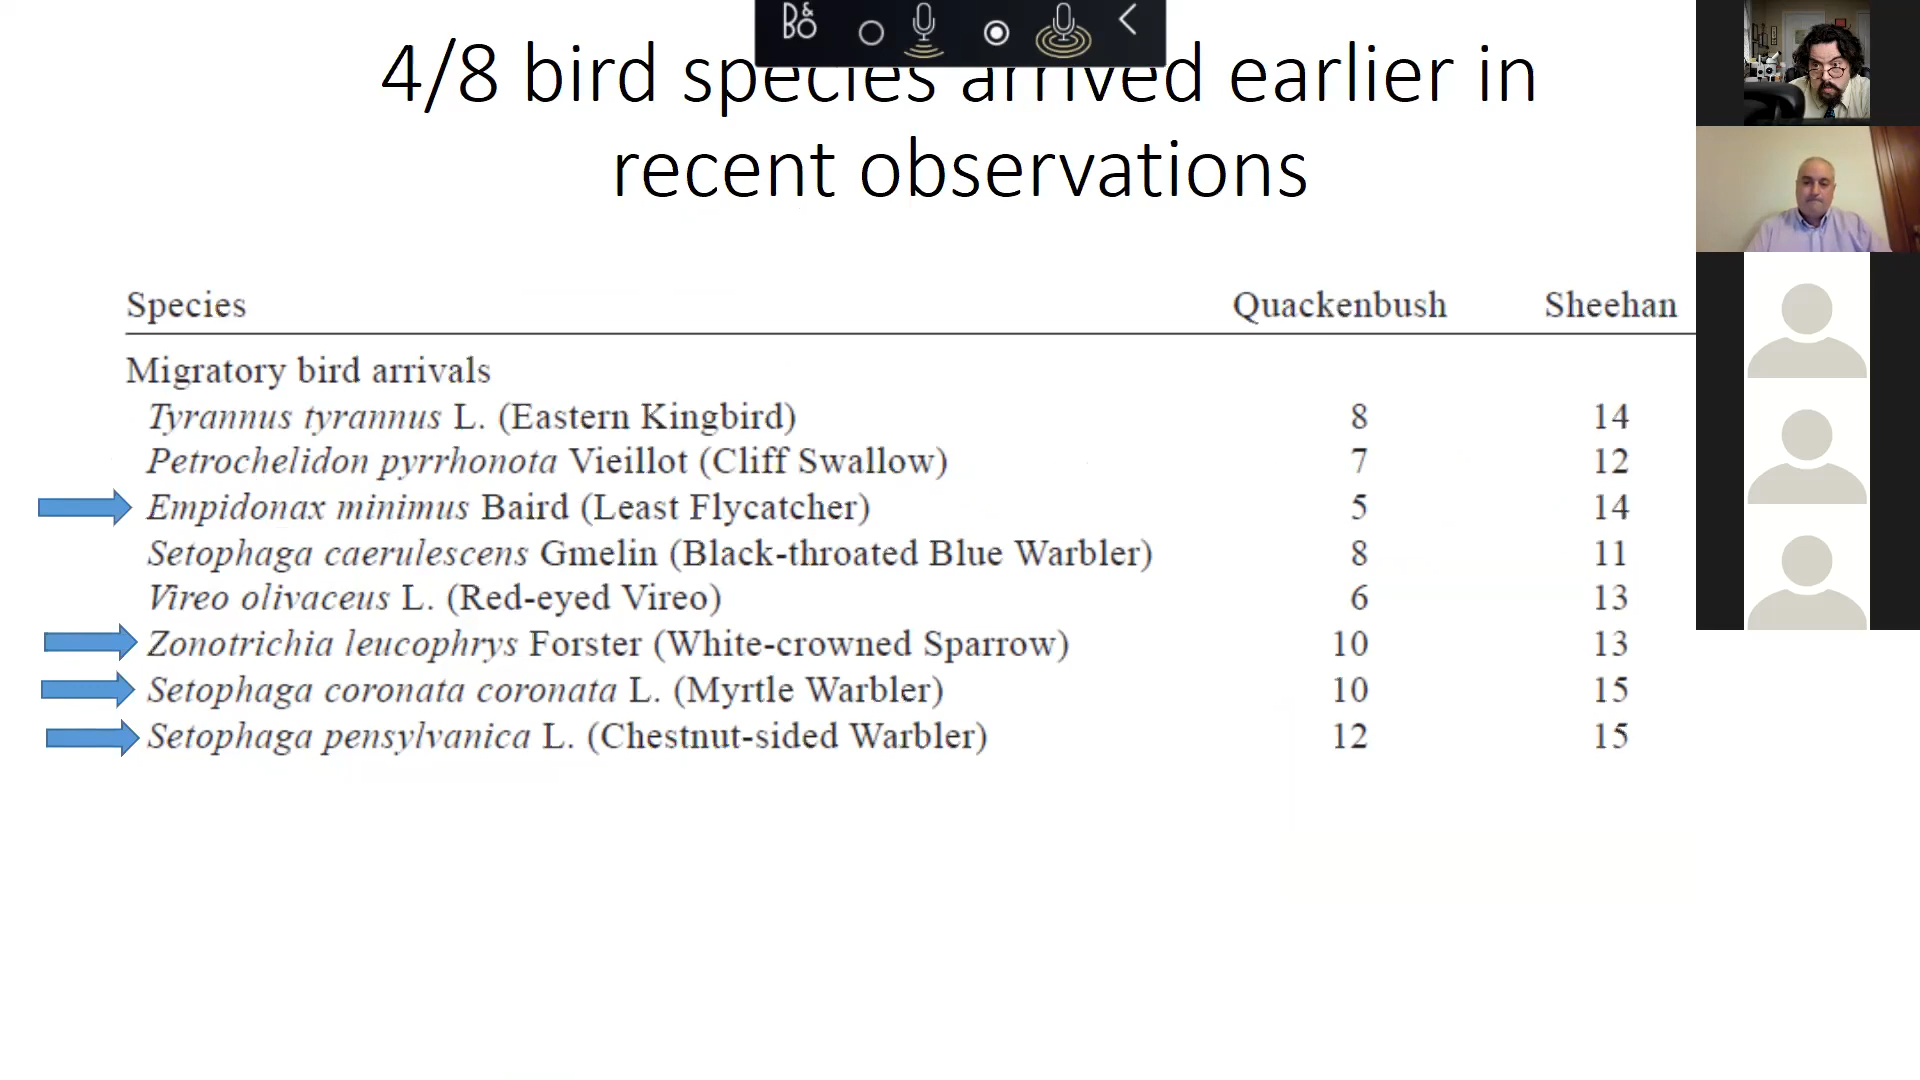 B&O
4/8 bird species arrived earlier in
recent observations
Species Quackenbush Sheehan
Migratory bird arrivals
Tyrannus tyrannus L. (Eastern Kingbird) 8 14
Petrochelidon pyrrhonota Vieillot (Cliff Swallow) 7 12
Empidonax minimus Baird (Least Flycatcher) 5 14
Setophaga caerulescens Gmelin (Black-throated Blue Warbler) 8 11
Vireo olivaceus L. (Red-eyed Vireo) 6 13
Zonotrichia leucophrys Forster (White-crowned Sparrow) 10 13
Setophaga coronata coronata L. (Myrtle Warbler) 10 15
Setophaga pensylvanica L. (Chestnut-sided Warbler) 12 15